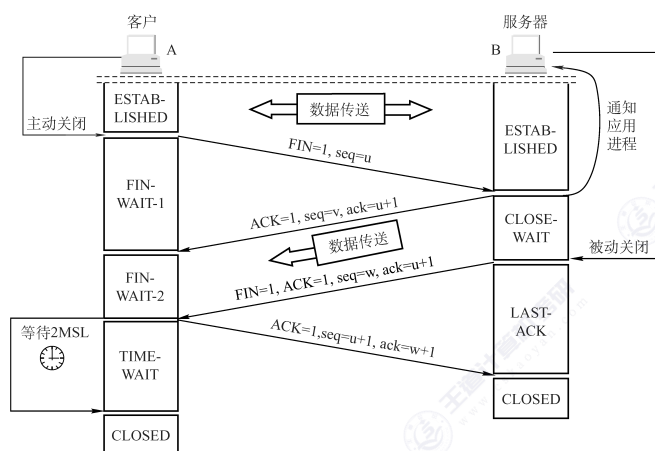 客户
服务器
A
B
ESTAB-
LISHED
数据传送
通知
应用
进程
主动关闭
FIN=1, seq=u
ESTAB-
LISHED
FIN-
WAIT-1
ACK=1, seq=v, ack=u+1
CLOSE-
WAIT
数据传送
被动关闭
FIN=1, ACK=1, seq=w, ack=u+1
FIN-
WAIT-2
LAST-
ACK
等待2MSL
ACK=1,seq=u+1, ack=w+1
TIME-
WAIT
CLOSED
CLOSED